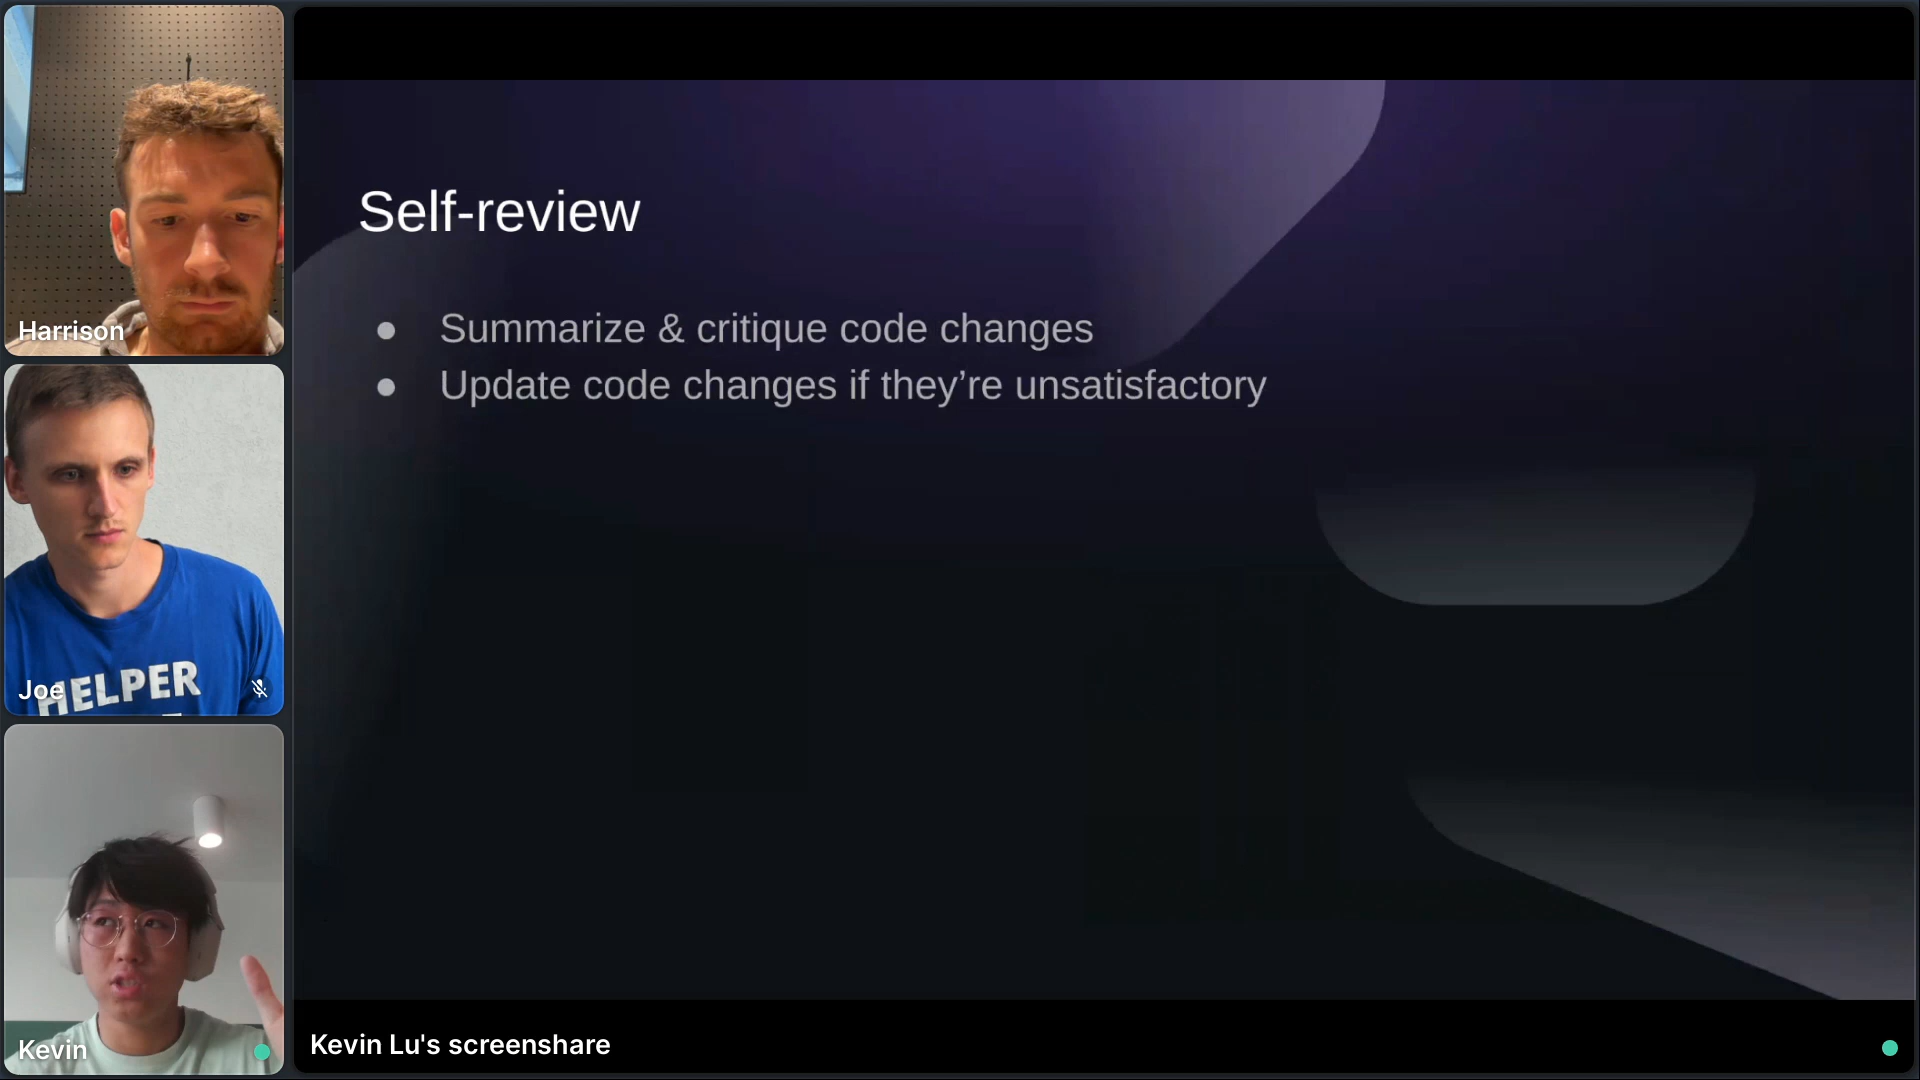 Harrison
HELPER
Joe
Kevin
Self-review
● Summarize & critique code changes
● Update code changes if they’re unsatisfactory
Kevin Lu's screenshare